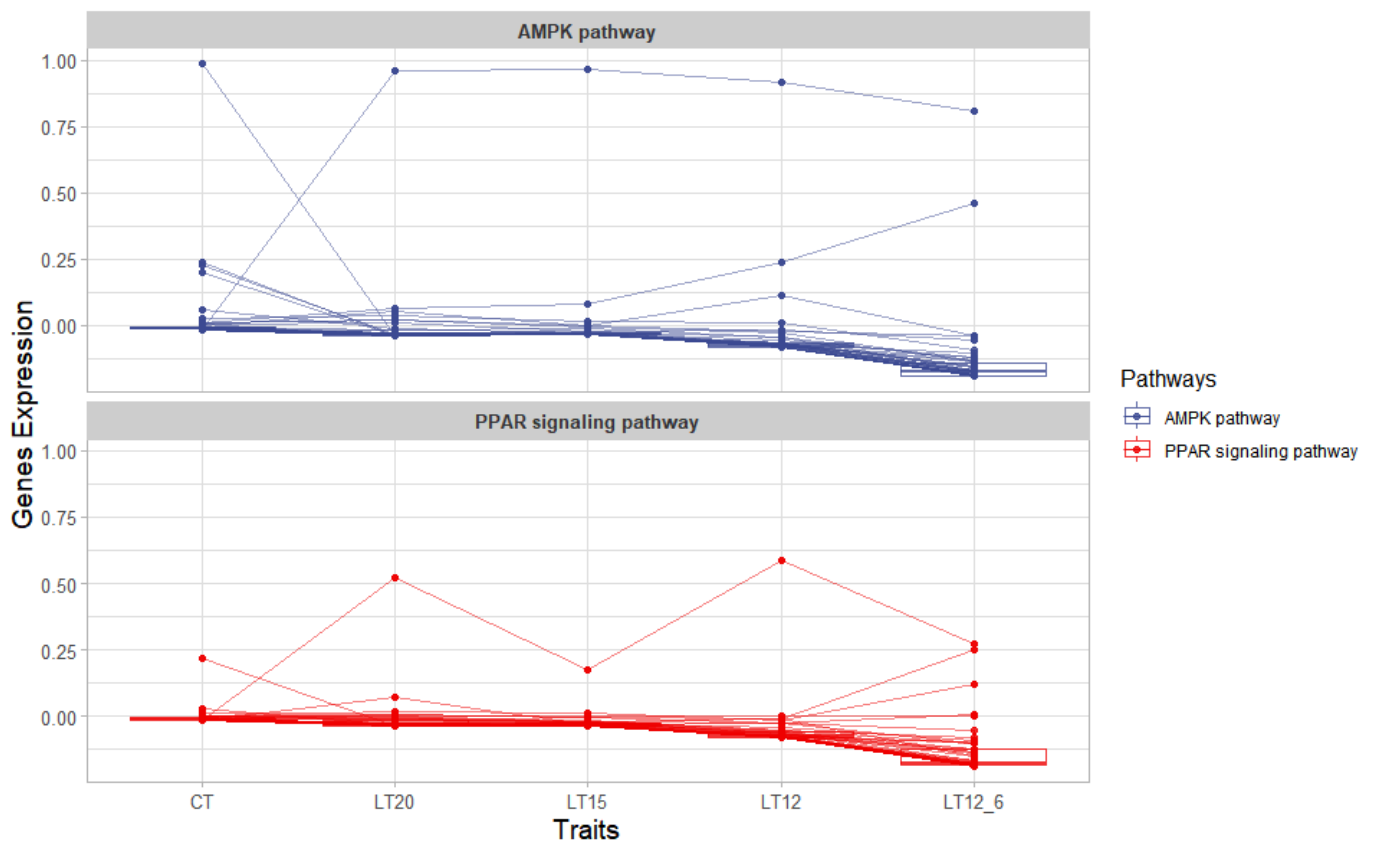 AMPK pathway
1.00
0.75
0.50
0.25
0.00
PPAR signaling pathway
1.00
0.75
0.50
0.25
0.00
Genes Expression
CT LT20 LT15 LT12 LT12_6
Traits
Pathways
AMPK pathway
PPAR signaling pathway